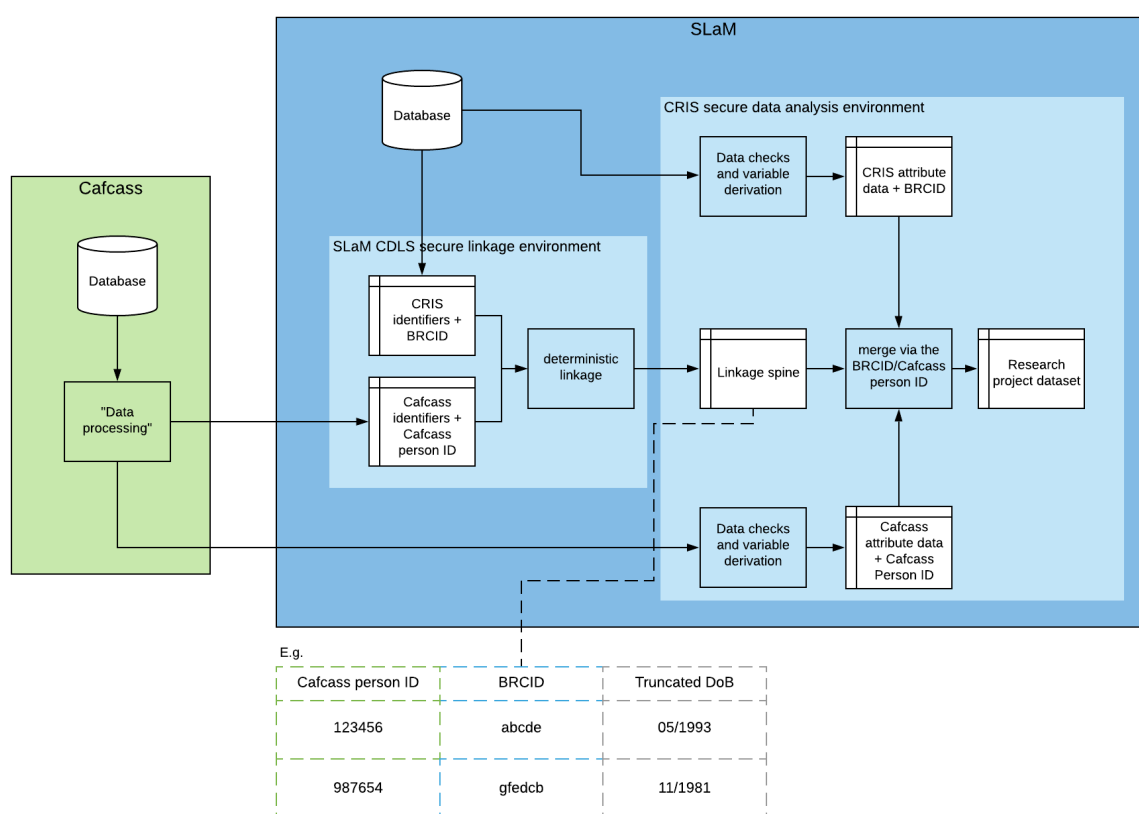 SLaM
Database
CRIS secure data analysis environment
Data checks
and variable
derivation
CRIS attribute
data + BRCID
Cafcass
Database
"Data
processing"
SLaM CDLS secure linkage environment
CRIS
identifiers +
BRCID
Cafcass
identifiers +
Cafcass
person ID
deterministic
linkage
Linkage spine
merge via the
BRCID/Cafcass
person ID
Research
project dataset
Data checks
and variable
derivation
Cafcass
attribute data
+ Cafcass
Person ID
E.g.
Cafcass person ID BRCID Truncated DoB
123456 abcde 05/1993
987654 gfedcb 11/1981